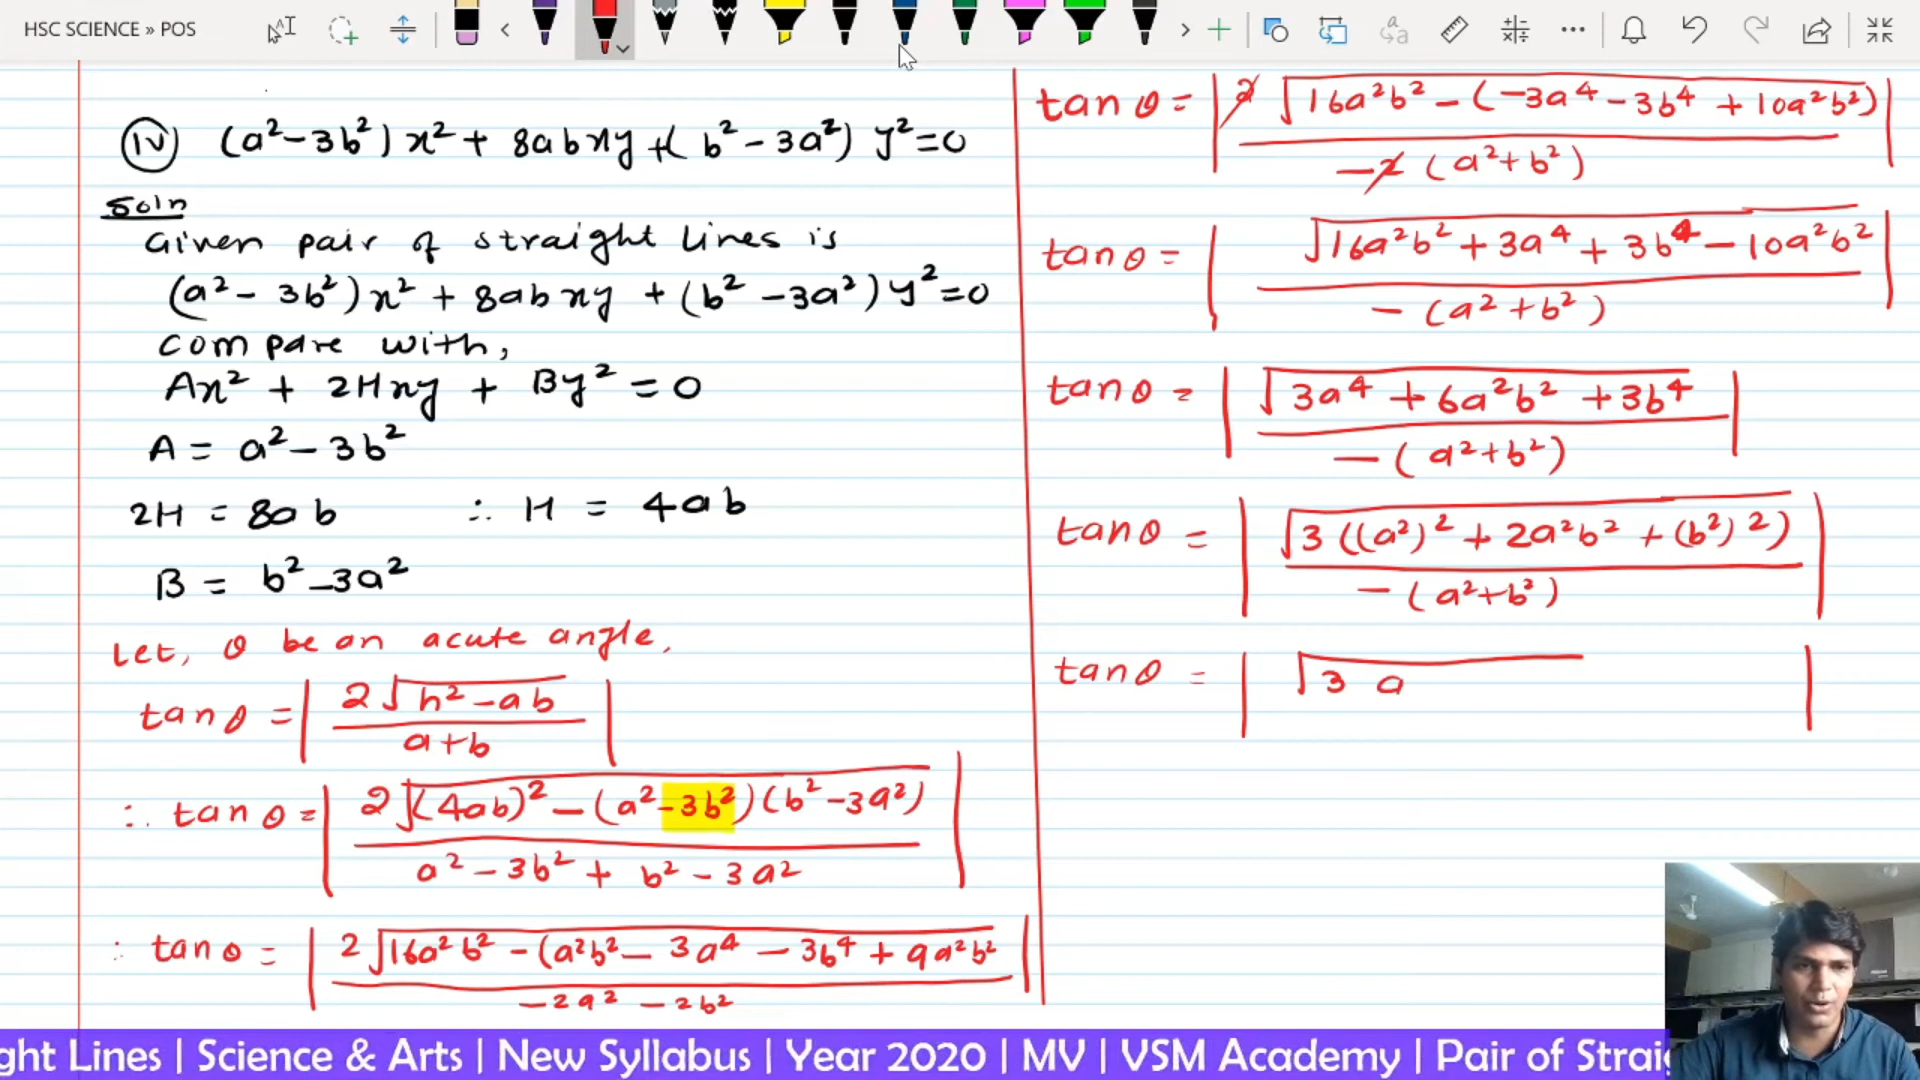 HSC SCIENCE » POS
(iv) (a²-3b²) x² + 8abxy + (b² - 3a²) y² = 0
Soln
Given pair of straight lines is
(a² - 3b²)x² + 8abxy + (b² - 3a²)y² = 0
compare with,
Ax² + 2Hxy + By² = 0
A = a² - 3b²
2H = 8ab ∴ H = 4ab
B = b² - 3a²
Let, θ be an acute angle,
tanθ = | 2√(h² - ab) / a+b |
∴ tanθ = | 2√((4ab)² - (a² - 3b²)(b² - 3a²)) / a² - 3b² + b² - 3a² |
∴ tanθ = | 2√(16a²b² - (a²b² - 3a⁴ - 3b⁴ + 9a²b²) / -2a² - 2b² |
tanθ = | 2√(16a²b² - (-3a⁴ - 3b⁴ + 10a²b²) / -2(a² + b²) |
tanθ = | √(16a²b² + 3a⁴ + 3b⁴ - 10a²b²) / -(a² + b²) |
tanθ = | √(3a⁴ + 6a²b² + 3b⁴) / -(a² + b²) |
tanθ = | √(3((a²)² + 2a²b² + (b²)²)) / -(a² + b²) |
tanθ = | √3 a |
ght Lines | Science & Arts | New Syllabus | Year 2020 | MV | VSM Academy | Pair of Strai